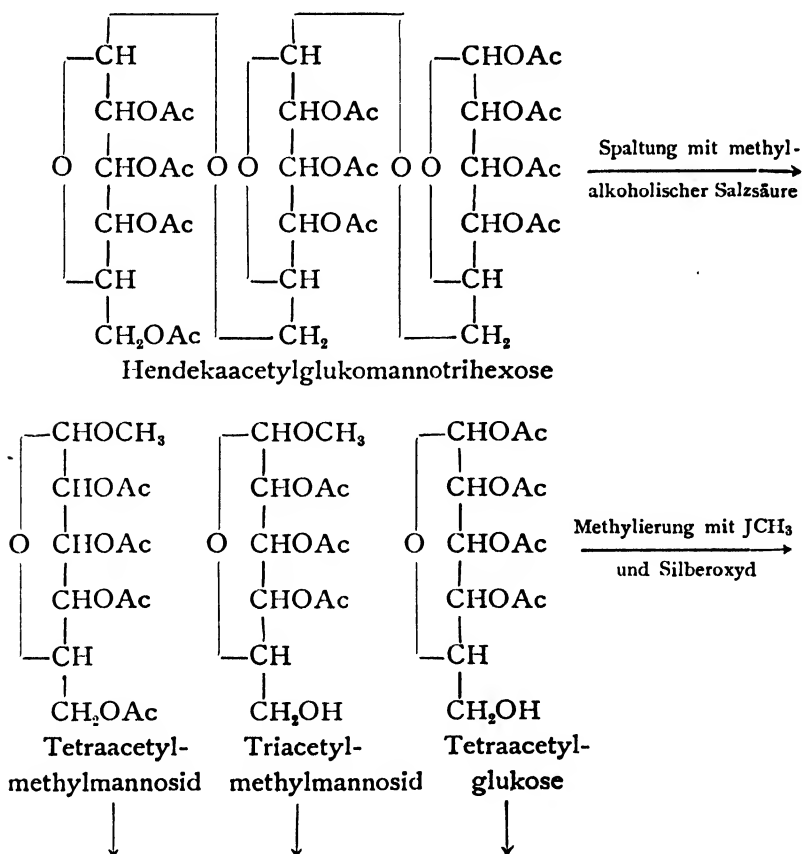 CH CH CHOAc
CHOAc CHOAc CHOAc
O CHOAc O O CHOAc O O CHOAc
Spaltung mit methyl-
alkoholischer Salzsäure
CHOAc CHOAc CHOAc
CH CH CH
CH₂OAc CH₂ CH₂
Hendekaacetylglukomannotrihexose
CHOCH₃ CHOCH₃ CHOAc
CHOAc CHOAc CHOAc
O CHOAc O CHOAc O CHOAc
Methylierung mit JCH₃
und Silberoxyd
CHOAc CHOAc CHOAc
CH CH CH
CH₂OAc CH₂OH CH₂OH
Tetraacetyl- Triacetyl- Tetraacetyl-
methylmannosid methylmannosid glukose